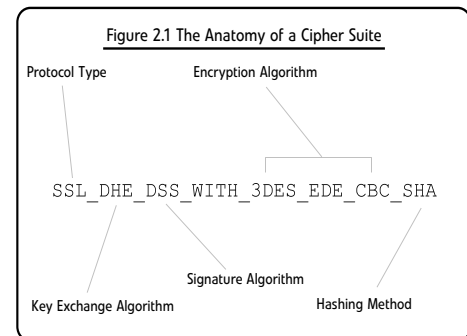 Figure 2.1 The Anatomy of a Cipher Suite
Protocol Type
Encryption Algorithm
SSL_DHE_DSS_WITH_3DES_EDE_CBC_SHA
Signature Algorithm
Key Exchange Algorithm
Hashing Method